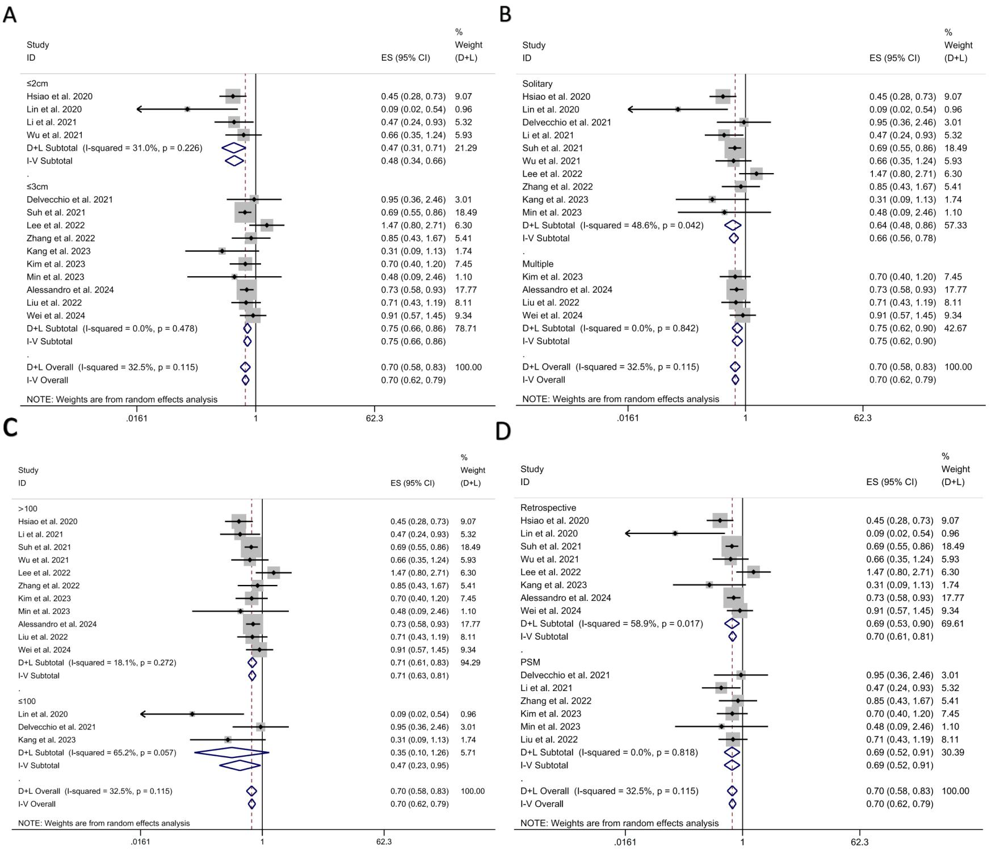 A
%
Study Weight
ID ES (95% CI) (D+L)
≤2cm
Hsiao et al. 2020 0.45 (0.28, 0.73) 9.07
Lin et al. 2020 0.09 (0.02, 0.54) 0.96
Li et al. 2021 0.47 (0.24, 0.93) 5.32
Wu et al. 2021 0.66 (0.35, 1.24) 5.93
D+L Subtotal (I-squared = 31.0%, p = 0.226) 0.47 (0.31, 0.71) 21.29
I-V Subtotal 0.48 (0.34, 0.66)
.
≤3cm
Delvecchio et al. 2021 0.95 (0.36, 2.46) 3.01
Suh et al. 2021 0.69 (0.55, 0.86) 18.49
Lee et al. 2022 1.47 (0.80, 2.71) 6.30
Zhang et al. 2022 0.85 (0.43, 1.67) 5.41
Kang et al. 2023 0.31 (0.09, 1.13) 1.74
Kim et al. 2023 0.70 (0.40, 1.20) 7.45
Min et al. 2023 0.48 (0.09, 2.46) 1.10
Alessandro et al. 2024 0.73 (0.58, 0.93) 17.77
Liu et al. 2022 0.71 (0.43, 1.19) 8.11
Wei et al. 2024 0.91 (0.57, 1.45) 9.34
D+L Subtotal (I-squared = 0.0%, p = 0.478) 0.75 (0.66, 0.86) 78.71
I-V Subtotal 0.75 (0.66, 0.86)
.
D+L Overall (I-squared = 32.5%, p = 0.115) 0.70 (0.58, 0.83) 100.00
I-V Overall 0.70 (0.62, 0.79)
NOTE: Weights are from random effects analysis
.0161 1 62.3
B
%
Study Weight
ID ES (95% CI) (D+L)
Solitary
Hsiao et al. 2020 0.45 (0.28, 0.73) 9.07
Lin et al. 2020 0.09 (0.02, 0.54) 0.96
Delvecchio et al. 2021 0.95 (0.36, 2.46) 3.01
Li et al. 2021 0.47 (0.24, 0.93) 5.32
Suh et al. 2021 0.69 (0.55, 0.86) 18.49
Wu et al. 2021 0.66 (0.35, 1.24) 5.93
Lee et al. 2022 1.47 (0.80, 2.71) 6.30
Zhang et al. 2022 0.85 (0.43, 1.67) 5.41
Kang et al. 2023 0.31 (0.09, 1.13) 1.74
Min et al. 2023 0.48 (0.09, 2.46) 1.10
D+L Subtotal (I-squared = 48.6%, p = 0.042) 0.64 (0.48, 0.86) 57.33
I-V Subtotal 0.66 (0.56, 0.78)
.
Multiple
Kim et al. 2023 0.70 (0.40, 1.20) 7.45
Alessandro et al. 2024 0.73 (0.58, 0.93) 17.77
Liu et al. 2022 0.71 (0.43, 1.19) 8.11
Wei et al. 2024 0.91 (0.57, 1.45) 9.34
D+L Subtotal (I-squared = 0.0%, p = 0.842) 0.75 (0.62, 0.90) 42.67
I-V Subtotal 0.75 (0.62, 0.90)
.
D+L Overall (I-squared = 32.5%, p = 0.115) 0.70 (0.58, 0.83) 100.00
I-V Overall 0.70 (0.62, 0.79)
NOTE: Weights are from random effects analysis
.0161 1 62.3
C
%
Study Weight
ID ES (95% CI) (D+L)
>100
Hsiao et al. 2020 0.45 (0.28, 0.73) 9.07
Li et al. 2021 0.47 (0.24, 0.93) 5.32
Suh et al. 2021 0.69 (0.55, 0.86) 18.49
Wu et al. 2021 0.66 (0.35, 1.24) 5.93
Lee et al. 2022 1.47 (0.80, 2.71) 6.30
Zhang et al. 2022 0.85 (0.43, 1.67) 5.41
Kim et al. 2023 0.70 (0.40, 1.20) 7.45
Min et al. 2023 0.48 (0.09, 2.46) 1.10
Alessandro et al. 2024 0.73 (0.58, 0.93) 17.77
Liu et al. 2022 0.71 (0.43, 1.19) 8.11
Wei et al. 2024 0.91 (0.57, 1.45) 9.34
D+L Subtotal (I-squared = 18.1%, p = 0.272) 0.71 (0.61, 0.83) 94.29
I-V Subtotal 0.71 (0.63, 0.81)
.
≤100
Lin et al. 2020 0.09 (0.02, 0.54) 0.96
Delvecchio et al. 2021 0.95 (0.36, 2.46) 3.01
Kang et al. 2023 0.31 (0.09, 1.13) 1.74
D+L Subtotal (I-squared = 65.2%, p = 0.057) 0.35 (0.10, 1.26) 5.71
I-V Subtotal 0.47 (0.23, 0.95)
.
D+L Overall (I-squared = 32.5%, p = 0.115) 0.70 (0.58, 0.83) 100.00
I-V Overall 0.70 (0.62, 0.79)
NOTE: Weights are from random effects analysis
.0161 1 62.3
D
%
Study Weight
ID ES (95% CI) (D+L)
Retrospective
Hsiao et al. 2020 0.45 (0.28, 0.73) 9.07
Lin et al. 2020 0.09 (0.02, 0.54) 0.96
Suh et al. 2021 0.69 (0.55, 0.86) 18.49
Wu et al. 2021 0.66 (0.35, 1.24) 5.93
Lee et al. 2022 1.47 (0.80, 2.71) 6.30
Kang et al. 2023 0.31 (0.09, 1.13) 1.74
Alessandro et al. 2024 0.73 (0.58, 0.93) 17.77
Wei et al. 2024 0.91 (0.57, 1.45) 9.34
D+L Subtotal (I-squared = 58.9%, p = 0.017) 0.69 (0.53, 0.90) 69.61
I-V Subtotal 0.70 (0.61, 0.81)
.
PSM
Delvecchio et al. 2021 0.95 (0.36, 2.46) 3.01
Li et al. 2021 0.47 (0.24, 0.93) 5.32
Zhang et al. 2022 0.85 (0.43, 1.67) 5.41
Kim et al. 2023 0.70 (0.40, 1.20) 7.45
Min et al. 2023 0.48 (0.09, 2.46) 1.10
Liu et al. 2022 0.71 (0.43, 1.19) 8.11
D+L Subtotal (I-squared = 0.0%, p = 0.818) 0.69 (0.52, 0.91) 30.39
I-V Subtotal 0.69 (0.52, 0.91)
.
D+L Overall (I-squared = 32.5%, p = 0.115) 0.70 (0.58, 0.83) 100.00
I-V Overall 0.70 (0.62, 0.79)
NOTE: Weights are from random effects analysis
.0161 1 62.3